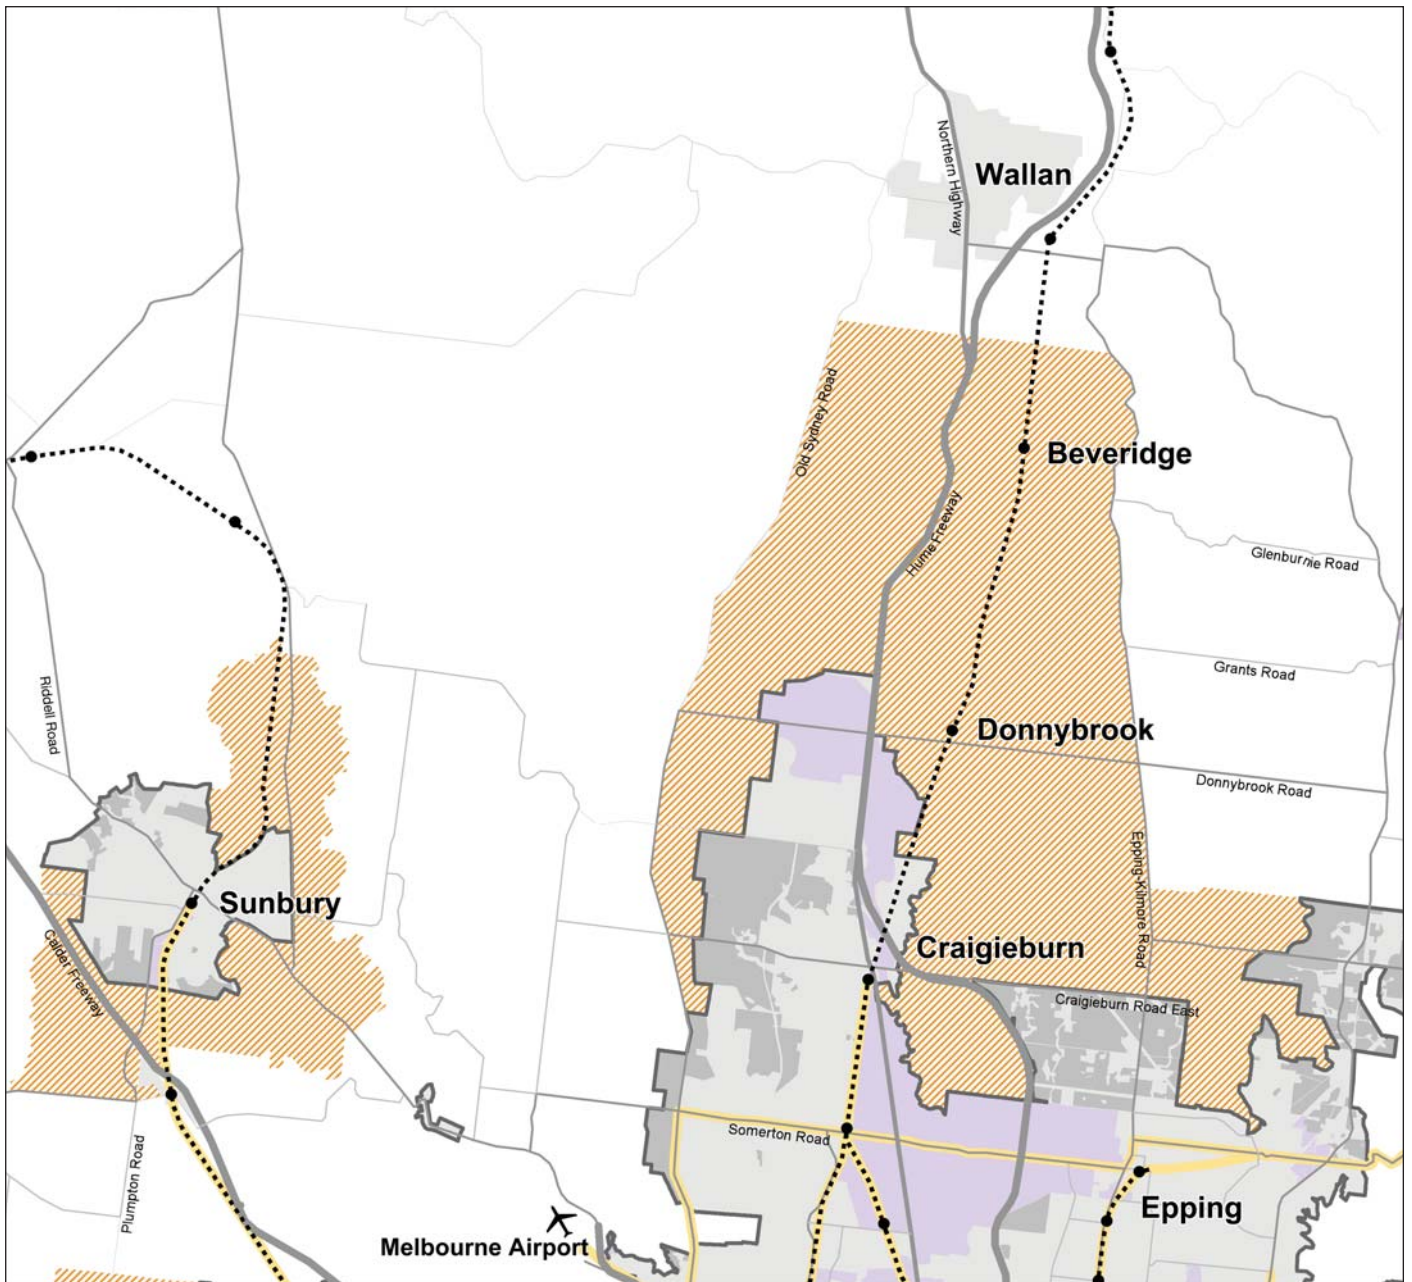 Northern Highway
Wallan
Old Sydney Road
Beveridge
Hume Freeway
Glenburnie Road
Grants Road
Riddell Road
Donnybrook
Donnybrook Road
Epping-Kilmore Road
Sunbury
Calder Freeway
Craigieburn
Craigieburn Road East
Somerton Road
Plumpton Road
Epping
Melbourne Airport